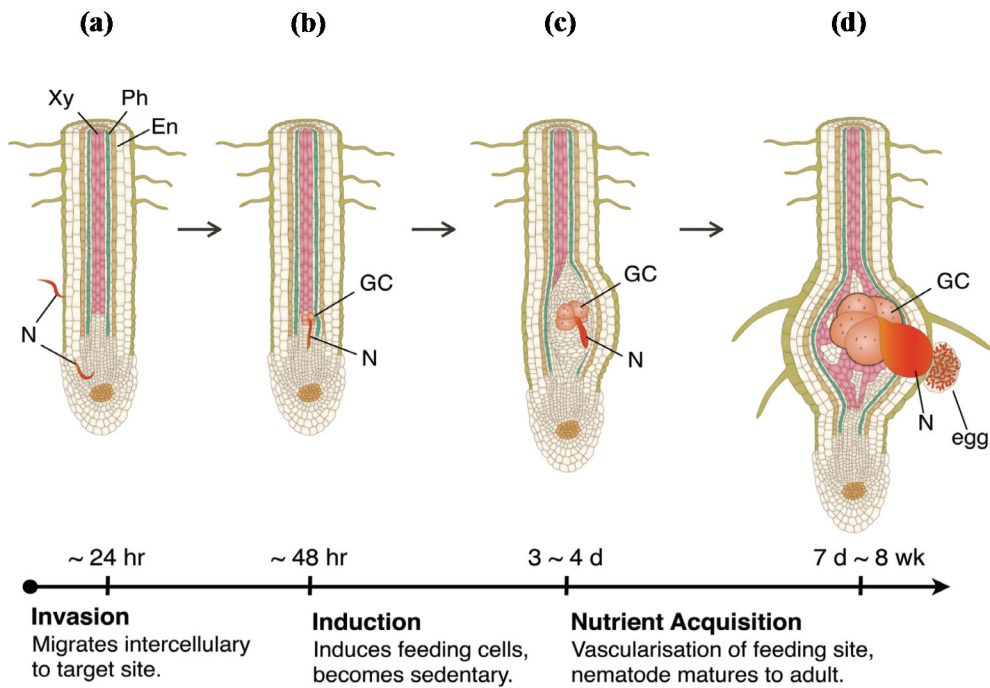 (a) (b) (c) (d)
Xy Ph
En
N
GC
N
GC
N
GC
N
egg
~ 24 hr ~ 48 hr 3 ~ 4 d 7 d ~ 8 wk
Invasion
Migrates intercellulary
to target site.
Induction
Induces feeding cells,
becomes sedentary.
Nutrient Acquisition
Vascularisation of feeding site,
nematode matures to adult.